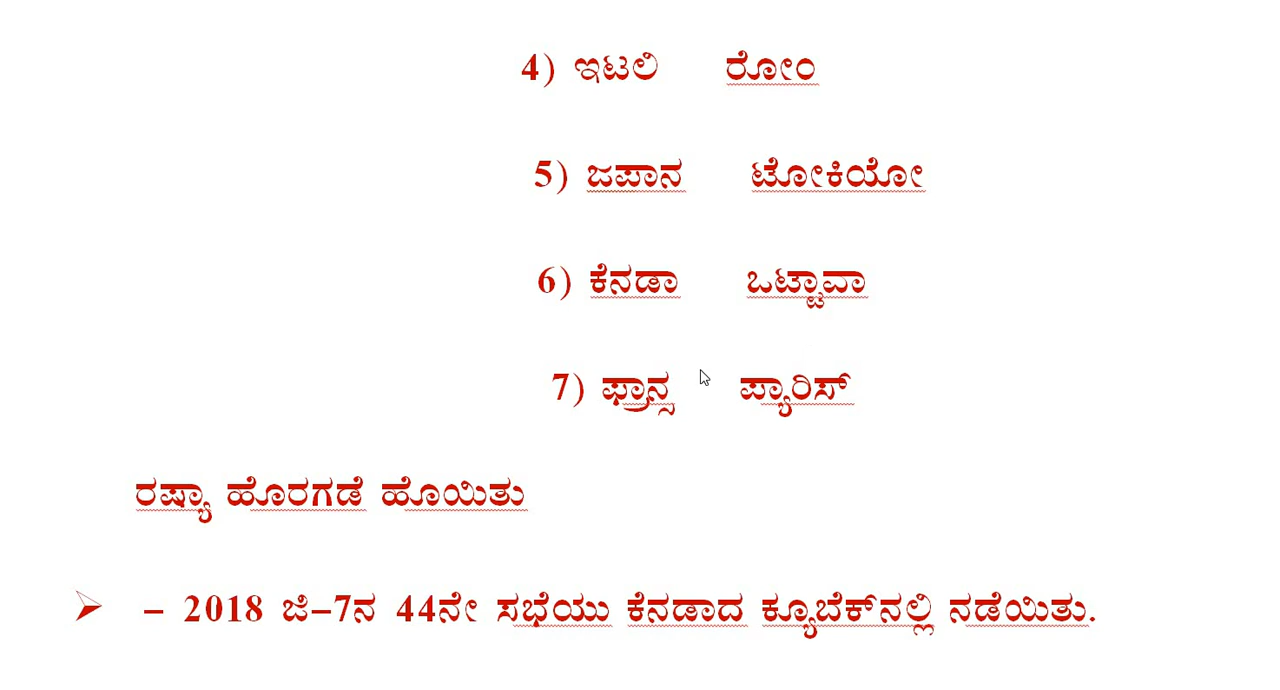 4) ಇಟಲಿ ರೋಂ
5) ಜಪಾನ ಟೋಕಿಯೋ
6) ಕೆನಡಾ ಒಟ್ಟಾವಾ
7) ಫ್ರಾನ್ಸ ಪ್ಯಾರಿಸ್
ರಷ್ಯಾ ಹೊರಗಡೆ ಹೊಯಿತು
➢ – 2018 ಜಿ–7ನ 44ನೇ ಸಭೆಯು ಕೆನಡಾದ ಕ್ಯೂಬೆಕ್‌ನಲ್ಲಿ ನಡೆಯಿತು.